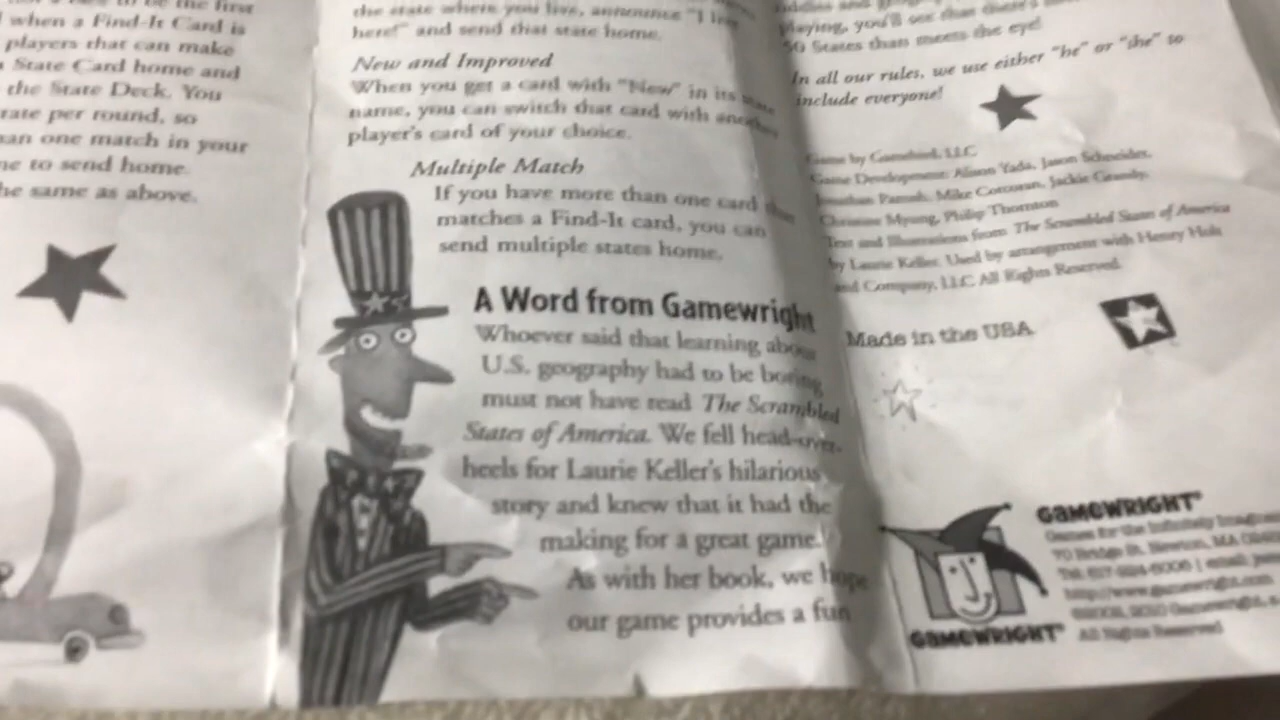 the first
when a Find-It Card is
players that can make
State Card home and
the State Deck. You
rate per round, so
an one match in your
to send home.
he same as above.
the state where you live, announce "I live
here!" and send that state home.
New and Improved
When you get a card with "New" in its state
name, you can switch that card with another
player's card of your choice.
Multiple Match
If you have more than one card that
matches a Find-It card, you can
send multiple states home.
A Word from Gamewright
Whoever said that learning about
U.S. geography had to be boring
must not have read The Scrambled
States of America. We fell head-over-
heels for Laurie Keller's hilarious
story and knew that it had the
making for a great game.
As with her book, we hope
our game provides a fun
playing, you'll see that there's
50 States than meets the eye!
In all our rules, we use either "he" or "she" to
include everyone!
Game by Gamebird, LLC
Game Development: Alison Yada, Jason Schneider,
Jonathan Mike Corcoran, Jackie
Christine Myung, Philip Thornton
Text and Illustrations from The Scrambled States of America
by Laurie Keller. Used by arrangement with Henry Holt
and Company, LLC. All Rights Reserved.
Made in the USA
GAMEWRIGHT®
Games for the Infinitely
70 Bridge St. Newton, MA
Tel: 617-924-6006 | email:
http://www.gamewright.com
Gamewright, a
All Rights Reserved
GAMEWRIGHT